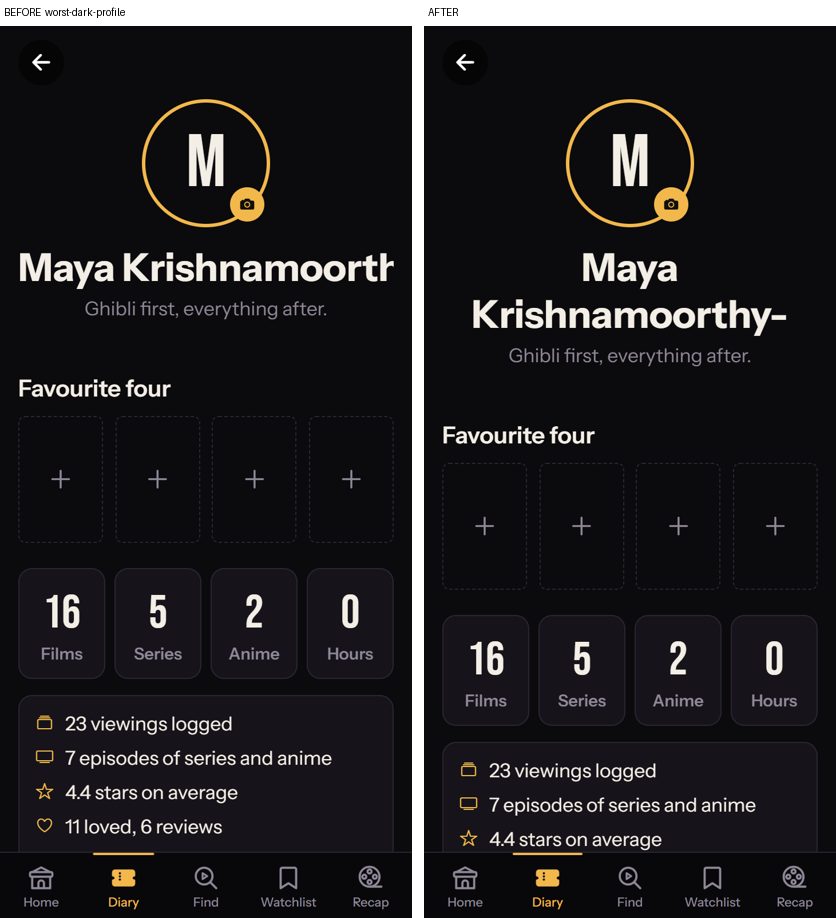 BEFORE worst-dark-profile
M
Maya Krishnamoorth
Ghibli first, everything after.
Favourite four
16 5 2 0
Films Series Anime Hours
23 viewings logged
7 episodes of series and anime
4.4 stars on average
11 loved, 6 reviews
Home Diary Find Watchlist Recap
AFTER
M
Maya
Krishnamoorthy-
Ghibli first, everything after.
Favourite four
16 5 2 0
Films Series Anime Hours
23 viewings logged
7 episodes of series and anime
4.4 stars on average
Home Diary Find Watchlist Recap